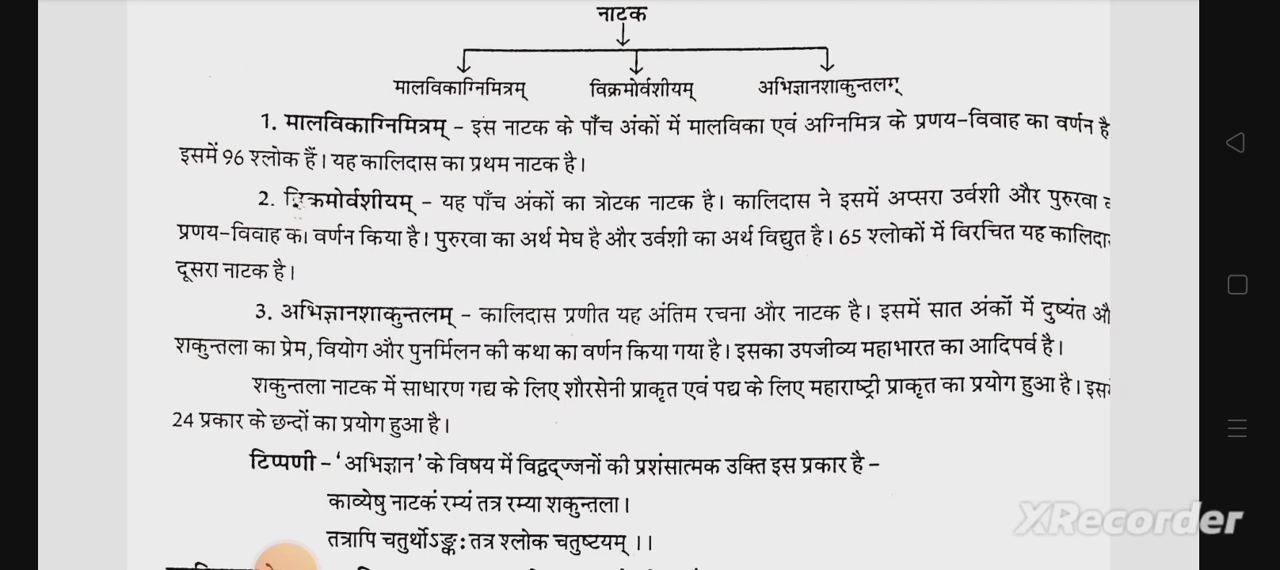 नाटक
मालविकाग्निमित्रम् विक्रमोर्वशीयम् अभिज्ञानशाकुन्तलम्
1. मालविकाग्निमित्रम् – इस नाटक के पाँच अंकों में मालविका एवं अग्निमित्र के प्रणय-विवाह का वर्णन है
इसमें 96 श्लोक हैं। यह कालिदास का प्रथम नाटक है।
2. विक्रमोर्वशीयम् – यह पाँच अंकों का त्रोटक नाटक है। कालिदास ने इसमें अप्सरा उर्वशी और पुरुरवा
प्रणय-विवाह का वर्णन किया है। पुरुरवा का अर्थ मेघ है और उर्वशी का अर्थ विद्युत है। 65 श्लोकों में विरचित यह
दूसरा नाटक है।
3. अभिज्ञानशाकुन्तलम् – कालिदास प्रणीत यह अंतिम रचना और नाटक है। इसमें सात अंकों में दुष्यंत
शकुन्तला का प्रेम, वियोग और पुनर्मिलन की कथा का वर्णन किया गया है। इसका उपजीव्य महाभारत का आदिपर्व है।
शकुन्तला नाटक में साधारण गद्य के लिए शौरसेनी प्राकृत एवं पद्य के लिए महाराष्ट्री प्राकृत का प्रयोग हुआ है।
24 प्रकार के छन्दों का प्रयोग हुआ है।
टिप्पणी – 'अभिज्ञान' के विषय में विद्वद्ज्जनों की प्रशंसात्मक उक्ति इस प्रकार है –
काव्येषु नाटकं रम्यं तत्र रम्या शकुन्तला।
तत्रापि चतुर्थोऽङ्कः तत्र श्लोक चतुष्टयम् ।।
XRecorder